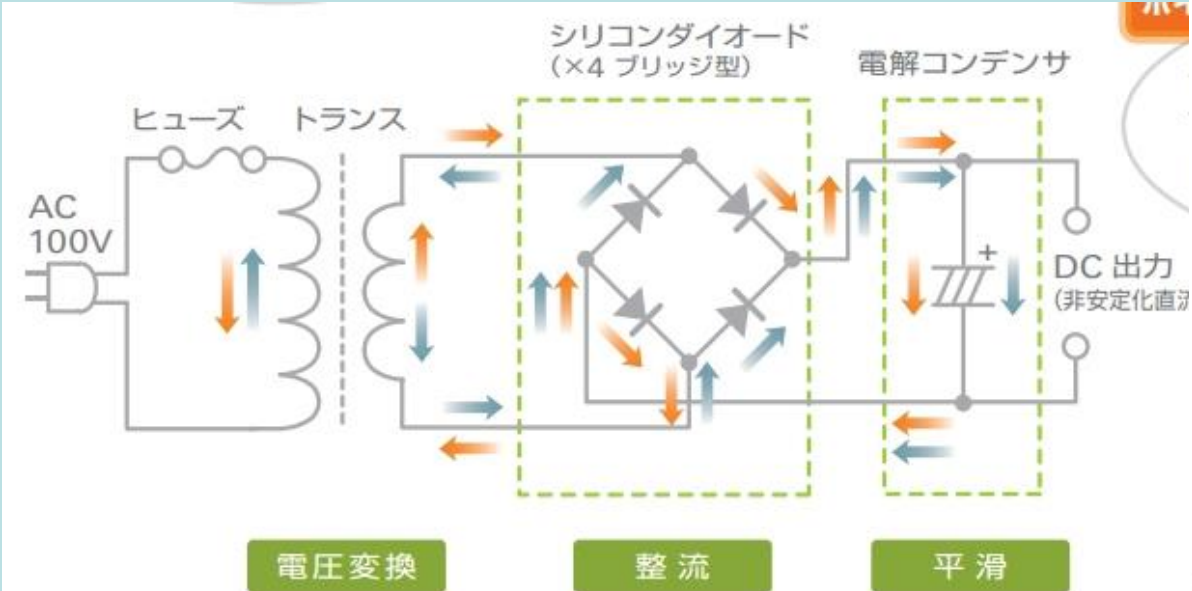 シリコンダイオード
(×4 ブリッジ型)
電解コンデンサ
ヒューズ
トランス
AC
100V
+
DC 出力
(非安定化直流
電圧変換
整流
平滑